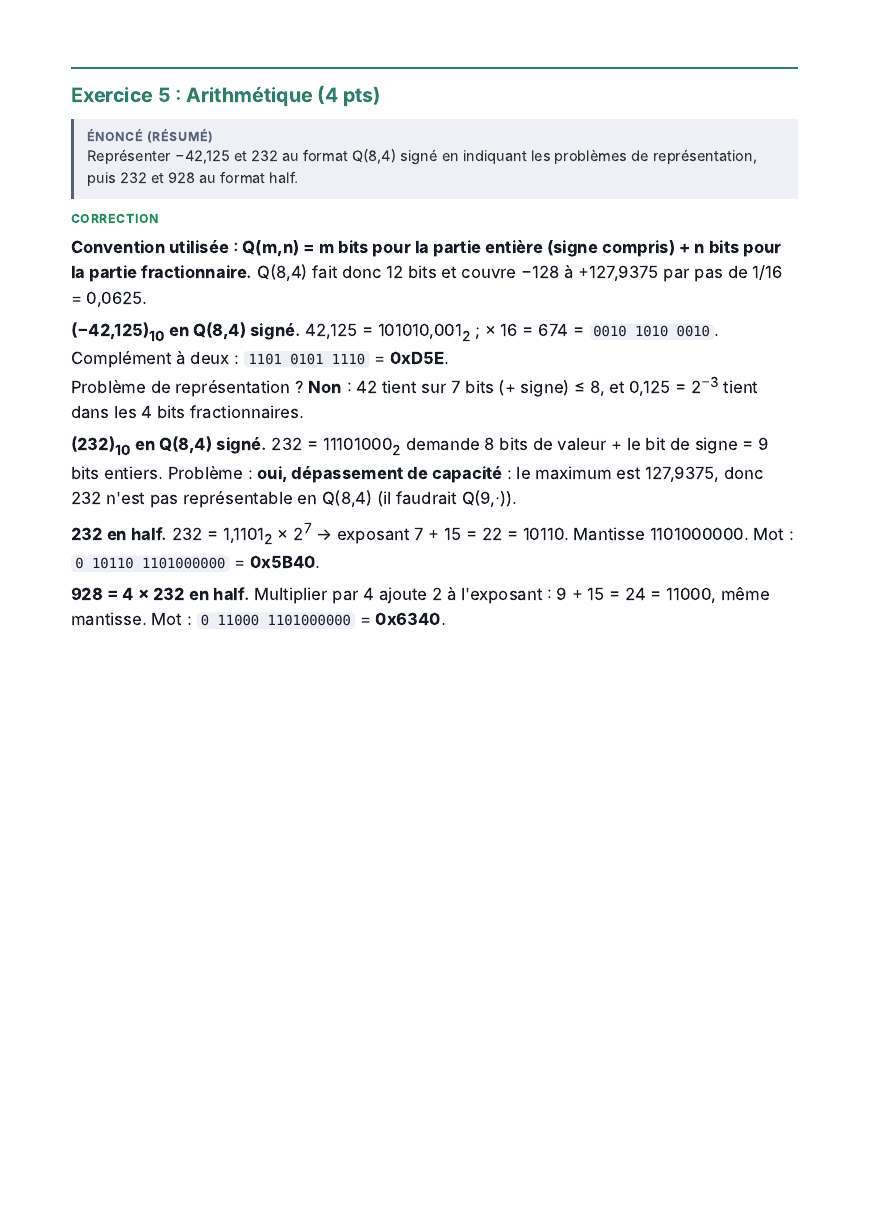 Exercice 5 : Arithmétique (4 pts)
ÉNONCÉ (RÉSUMÉ)
Représenter −42,125 et 232 au format Q(8,4) signé en indiquant les problèmes de représentation,
puis 232 et 928 au format half.
CORRECTION
Convention utilisée : Q(m,n) = m bits pour la partie entière (signe compris) + n bits pour
la partie fractionnaire. Q(8,4) fait donc 12 bits et couvre −128 à +127,9375 par pas de 1/16
= 0,0625.
(−42,125)₁₀ en Q(8,4) signé. 42,125 = 101010,001₂ ; × 16 = 674 = 0010 1010 0010.
Complément à deux : 1101 0101 1110 = 0xD5E.
Problème de représentation ? Non : 42 tient sur 7 bits (+ signe) ≤ 8, et 0,125 = 2⁻³ tient
dans les 4 bits fractionnaires.
(232)₁₀ en Q(8,4) signé. 232 = 11101000₂ demande 8 bits de valeur + le bit de signe = 9
bits entiers. Problème : oui, dépassement de capacité : le maximum est 127,9375, donc
232 n'est pas représentable en Q(8,4) (il faudrait Q(9,·)).
232 en half. 232 = 1,1101₂ × 2⁷ → exposant 7 + 15 = 22 = 10110. Mantisse 1101000000. Mot :
0 10110 1101000000 = 0x5B40.
928 = 4 × 232 en half. Multiplier par 4 ajoute 2 à l'exposant : 9 + 15 = 24 = 11000, même
mantisse. Mot : 0 11000 1101000000 = 0x6340.